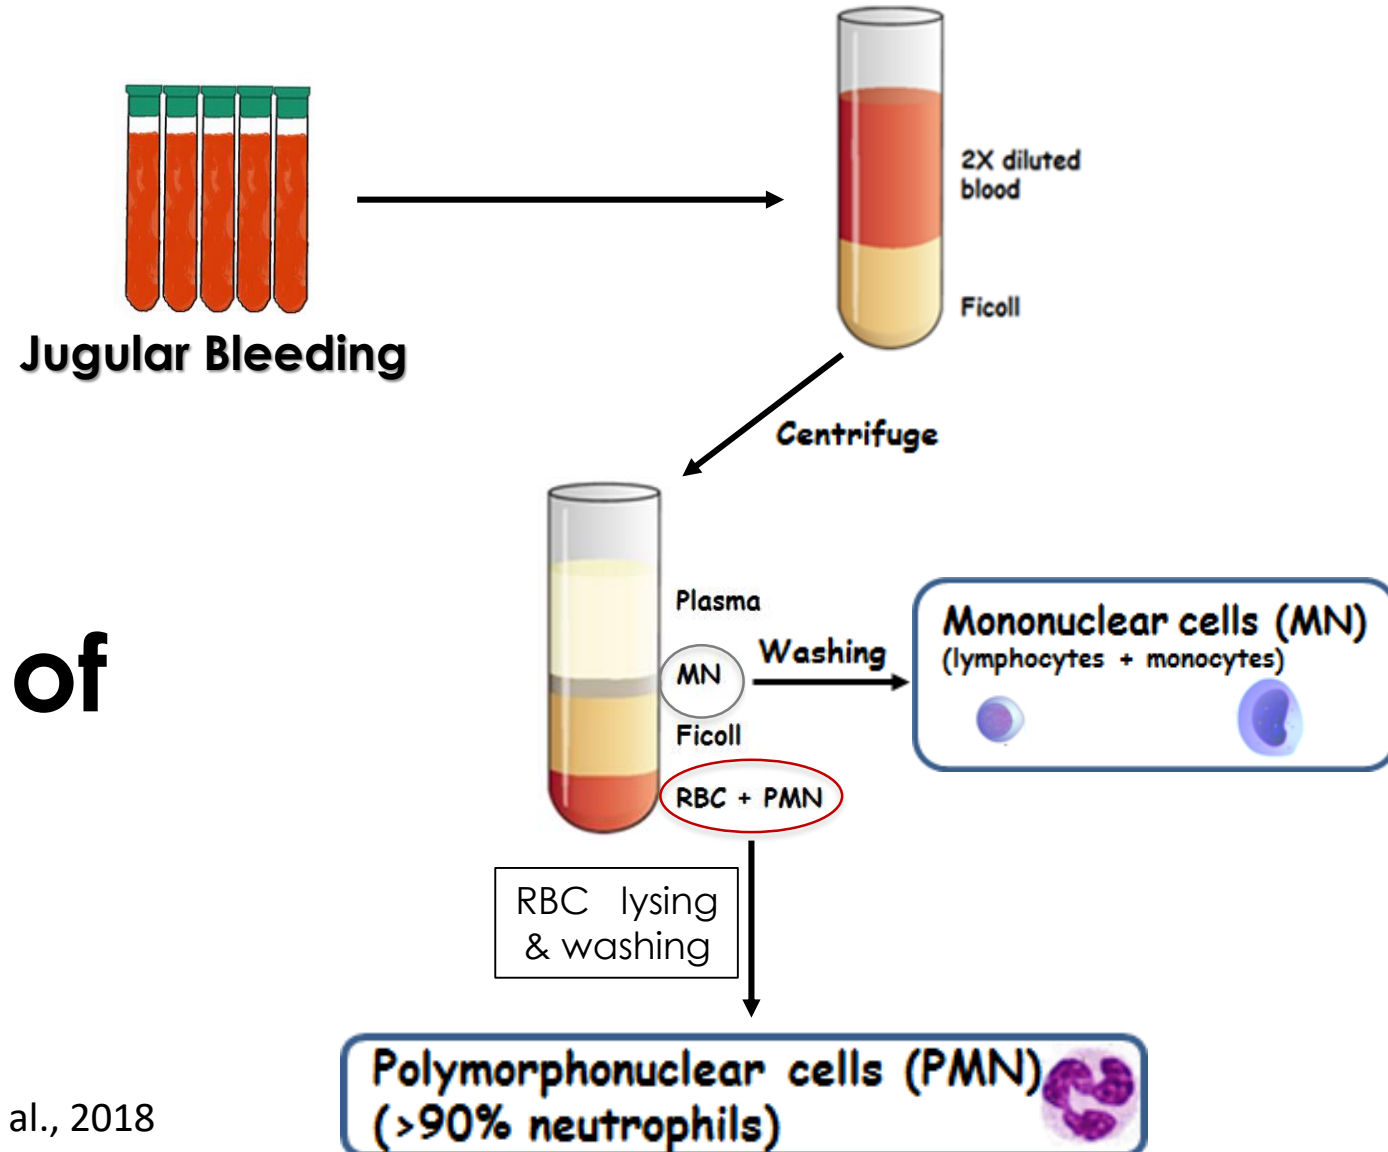 2X diluted
blood
Ficoll
Jugular Bleeding
Centrifuge
Plasma
MN
Washing
Mononuclear cells (MN)
(lymphocytes + monocytes)
of
Ficoll
RBC + PMN
RBC lysing
& washing
Polymorphonuclear cells (PMN)
(>90% neutrophils)
al., 2018